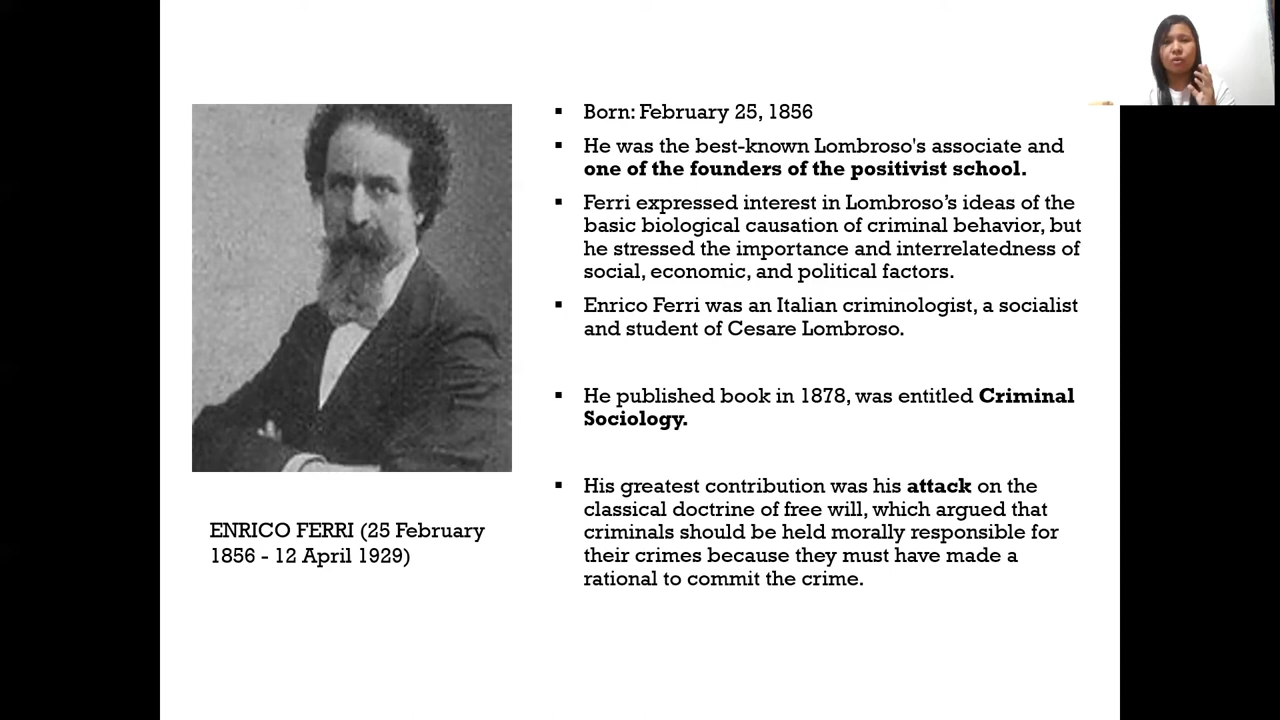 Born: February 25, 1856
He was the best-known Lombroso's associate and
one of the founders of the positivist school.
Ferri expressed interest in Lombroso’s ideas of the
basic biological causation of criminal behavior, but
he stressed the importance and interrelatedness of
social, economic, and political factors.
Enrico Ferri was an Italian criminologist, a socialist
and student of Cesare Lombroso.
He published book in 1878, was entitled Criminal
Sociology.
His greatest contribution was his attack on the
classical doctrine of free will, which argued that
criminals should be held morally responsible for
their crimes because they must have made a
rational to commit the crime.
ENRICO FERRI (25 February
1856 - 12 April 1929)